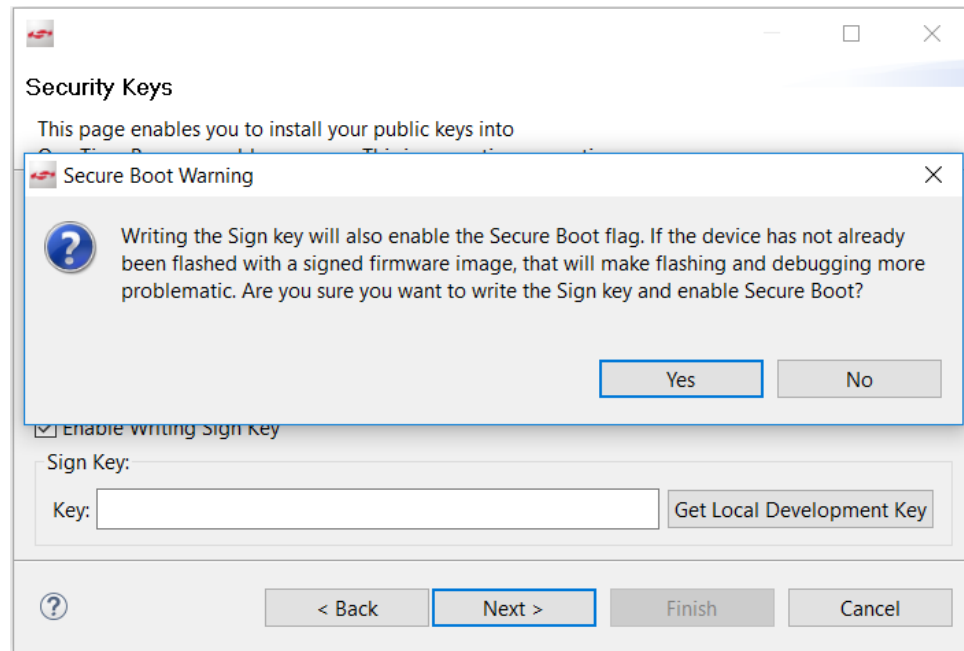 Security Keys
This page enables you to install your public keys into
Secure Boot Warning
Writing the Sign key will also enable the Secure Boot flag. If the device has not already
been flashed with a signed firmware image, that will make flashing and debugging more
problematic. Are you sure you want to write the Sign key and enable Secure Boot?
Yes
No
Enable Writing Sign Key
Sign Key:
Key:
Get Local Development Key
?
< Back
Next >
Finish
Cancel